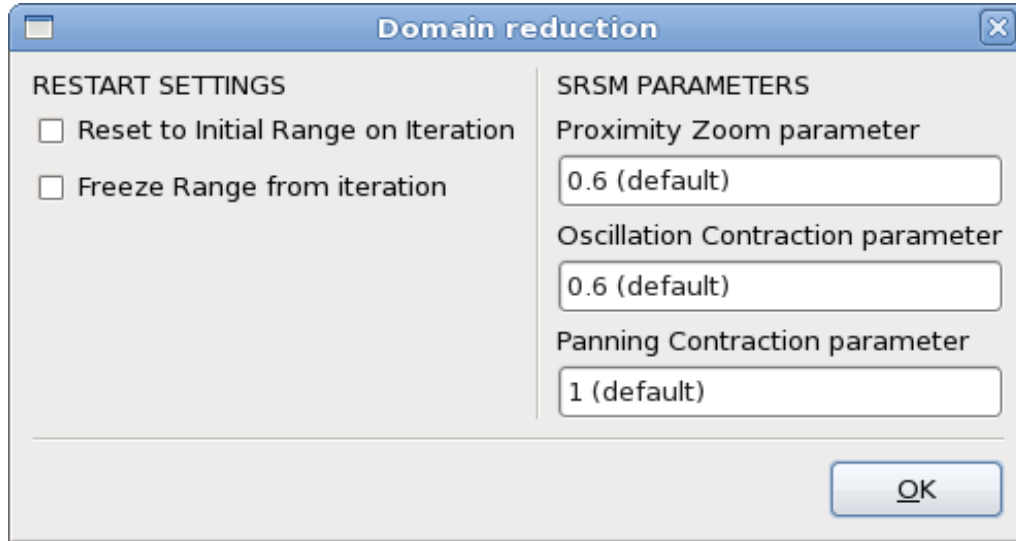 Domain reduction
RESTART SETTINGS
Reset to Initial Range on Iteration
Freeze Range from iteration
SRSM PARAMETERS
Proximity Zoom parameter
0.6 (default)
Oscillation Contraction parameter
0.6 (default)
Panning Contraction parameter
1 (default)
OK